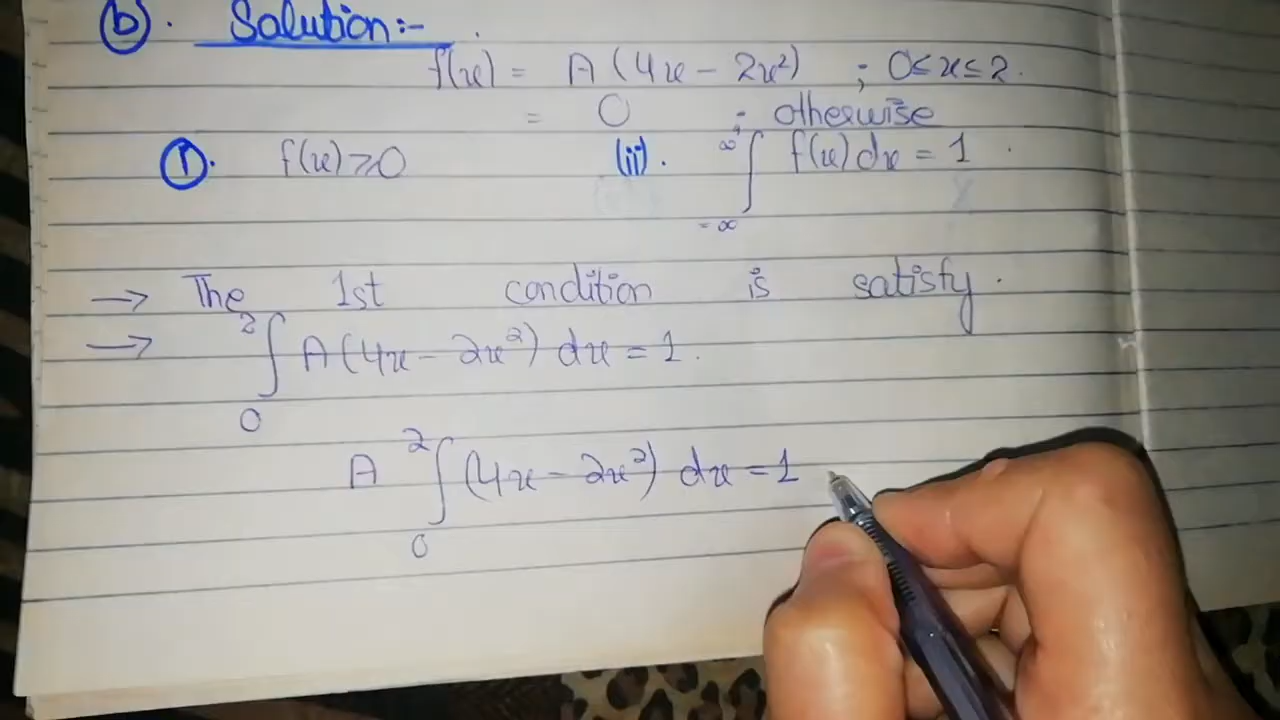 (b). Solution:-
f(x) = A (4x - 2x²) ; 0≤x≤2.
= 0 ; otherwise
(1). f(x) ≥ 0 (ii). ∞∫-∞ f(x) dx = 1
→ The 1st condition is satisfy.
→ 2∫0 A(4x - 2x²) dx = 1.
A 2∫0 (4x - 2x²) dx = 1